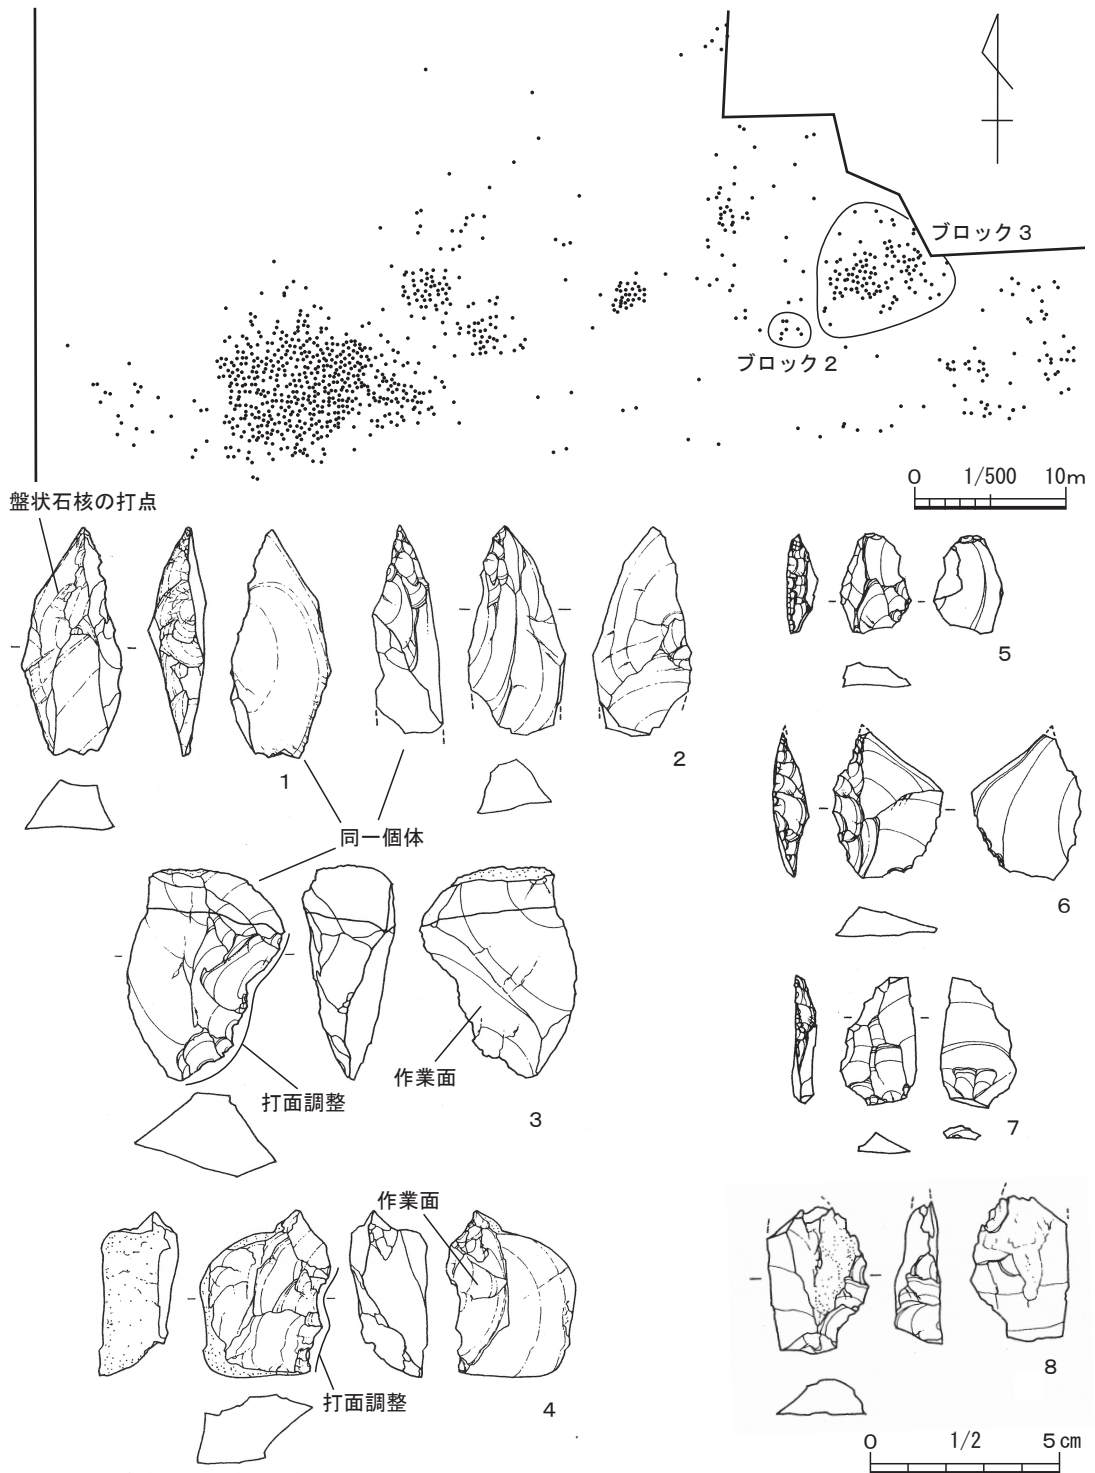 ブロック３
ブロック２
0 1/500 10m
盤状石核の打点
1
2
5
同一個体
6
作業面
打面調整
3
7
作業面
打面調整
4
8
0 1/2 5cm